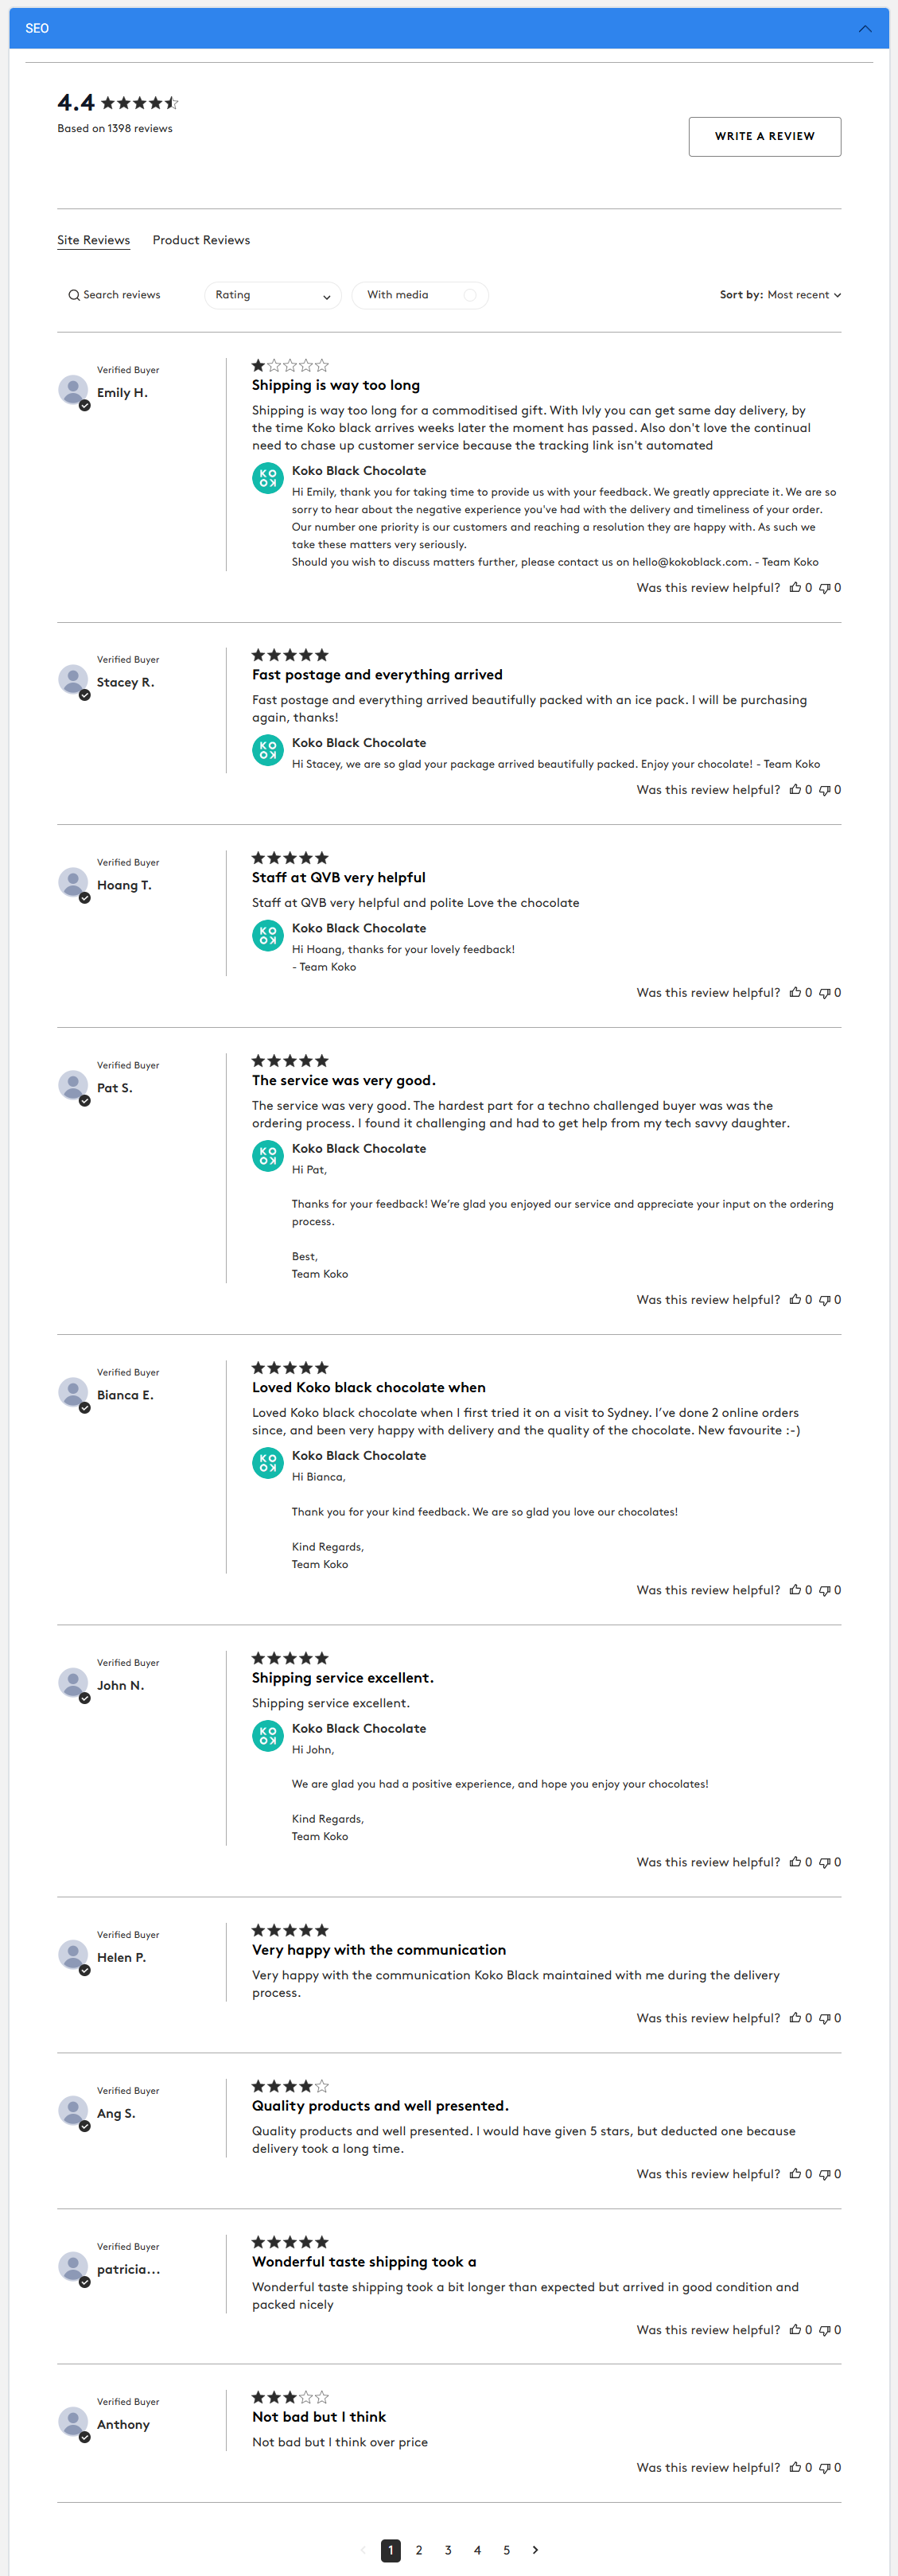 SEO
4.4
Based on 1398 reviews
WRITE A REVIEW
Site Reviews Product Reviews
Search reviews Rating With media Sort by: Most recent
Verified Buyer
Emily H.
Shipping is way too long
Shipping is way too long for a commoditised gift. With lvly you can get same day delivery, by
the time Koko black arrives weeks later the moment has passed. Also don't love the continual
need to chase up customer service because the tracking link isn't automated
KO
OK
Koko Black Chocolate
Hi Emily, thank you for taking time to provide us with your feedback. We greatly appreciate it. We are so
sorry to hear about the negative experience you've had with the delivery and timeliness of your order.
Our number one priority is our customers and reaching a resolution they are happy with. As such we
take these matters very seriously.
Should you wish to discuss matters further, please contact us on hello@kokoblack.com. - Team Koko
Was this review helpful? 0 0
Verified Buyer
Stacey R.
Fast postage and everything arrived
Fast postage and everything arrived beautifully packed with an ice pack. I will be purchasing
again, thanks!
KO
OK
Koko Black Chocolate
Hi Stacey, we are so glad your package arrived beautifully packed. Enjoy your chocolate! - Team Koko
Was this review helpful? 0 0
Verified Buyer
Hoang T.
Staff at QVB very helpful
Staff at QVB very helpful and polite Love the chocolate
KO
OK
Koko Black Chocolate
Hi Hoang, thanks for your lovely feedback!
- Team Koko
Was this review helpful? 0 0
Verified Buyer
Pat S.
The service was very good.
The service was very good. The hardest part for a techno challenged buyer was was the
ordering process. I found it challenging and had to get help from my tech savvy daughter.
KO
OK
Koko Black Chocolate
Hi Pat,
Thanks for your feedback! We’re glad you enjoyed our service and appreciate your input on the ordering
process.
Best,
Team Koko
Was this review helpful? 0 0
Verified Buyer
Bianca E.
Loved Koko black chocolate when
Loved Koko black chocolate when I first tried it on a visit to Sydney. I’ve done 2 online orders
since, and been very happy with delivery and the quality of the chocolate. New favourite :-)
KO
OK
Koko Black Chocolate
Hi Bianca,
Thank you for your kind feedback. We are so glad you love our chocolates!
Kind Regards,
Team Koko
Was this review helpful? 0 0
Verified Buyer
John N.
Shipping service excellent.
Shipping service excellent.
KO
OK
Koko Black Chocolate
Hi John,
We are glad you had a positive experience, and hope you enjoy your chocolates!
Kind Regards,
Team Koko
Was this review helpful? 0 0
Verified Buyer
Helen P.
Very happy with the communication
Very happy with the communication Koko Black maintained with me during the delivery
process.
Was this review helpful? 0 0
Verified Buyer
Ang S.
Quality products and well presented.
Quality products and well presented. I would have given 5 stars, but deducted one because
delivery took a long time.
Was this review helpful? 0 0
Verified Buyer
patricia...
Wonderful taste shipping took a
Wonderful taste shipping took a bit longer than expected but arrived in good condition and
packed nicely
Was this review helpful? 0 0
Verified Buyer
Anthony
Not bad but I think
Not bad but I think over price
Was this review helpful? 0 0
1 2 3 4 5